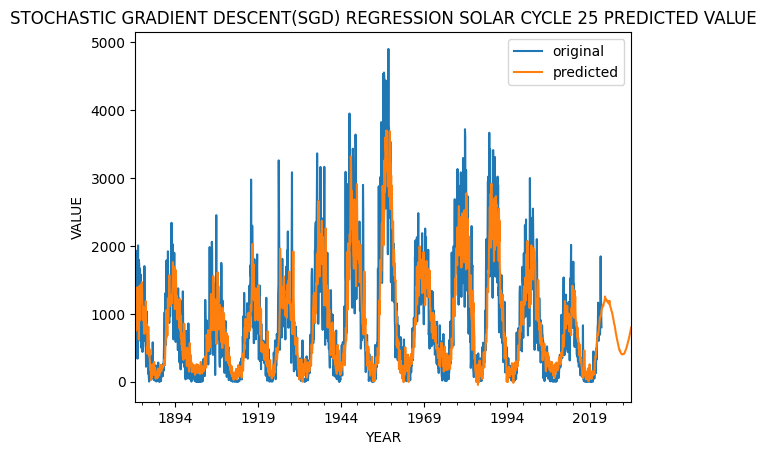 STOCHASTIC GRADIENT DESCENT(SGD) REGRESSION SOLAR CYCLE 25 PREDICTED VALUE
original
predicted
5000
4000
3000
2000
1000
0
VALUE
1894 1919 1944 1969 1994 2019
YEAR